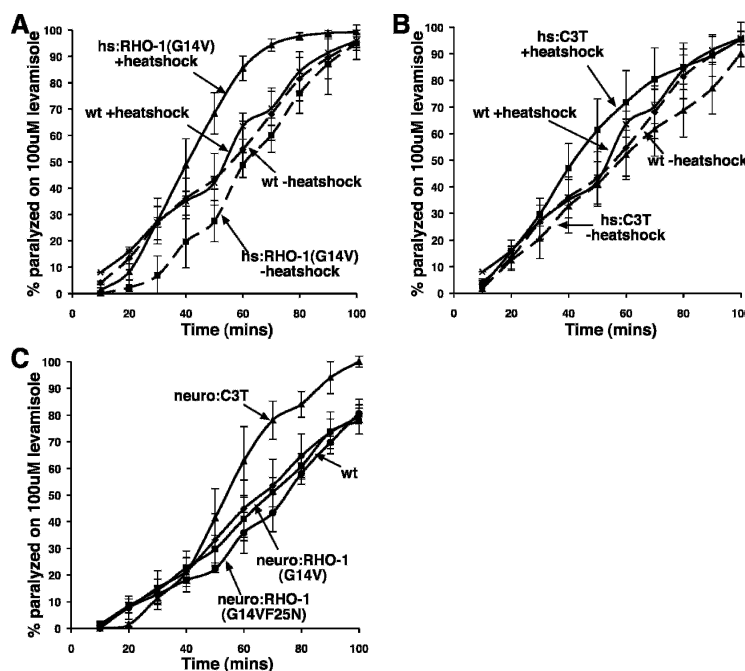 A
% paralyzed on 100uM levamisole
100
90
80
70
60
50
40
30
20
10
0
0 20 40 60 80 100
Time (mins)
hs:RHO-1(G14V)
+heatshock
wt +heatshock
wt -heatshock
hs:RHO-1(G14V)
-heatshock
B
% paralyzed on 100uM levamisole
100
90
80
70
60
50
40
30
20
10
0
0 20 40 60 80 100
Time (mins)
hs:C3T
+heatshock
wt +heatshock
wt -heatshock
hs:C3T
-heatshock
C
% paralyzed on 100uM levamisole
100
90
80
70
60
50
40
30
20
10
0
0 20 40 60 80 100
Time (mins)
neuro:C3T
wt
neuro:RHO-1
(G14V)
neuro:RHO-1
(G14VF25N)